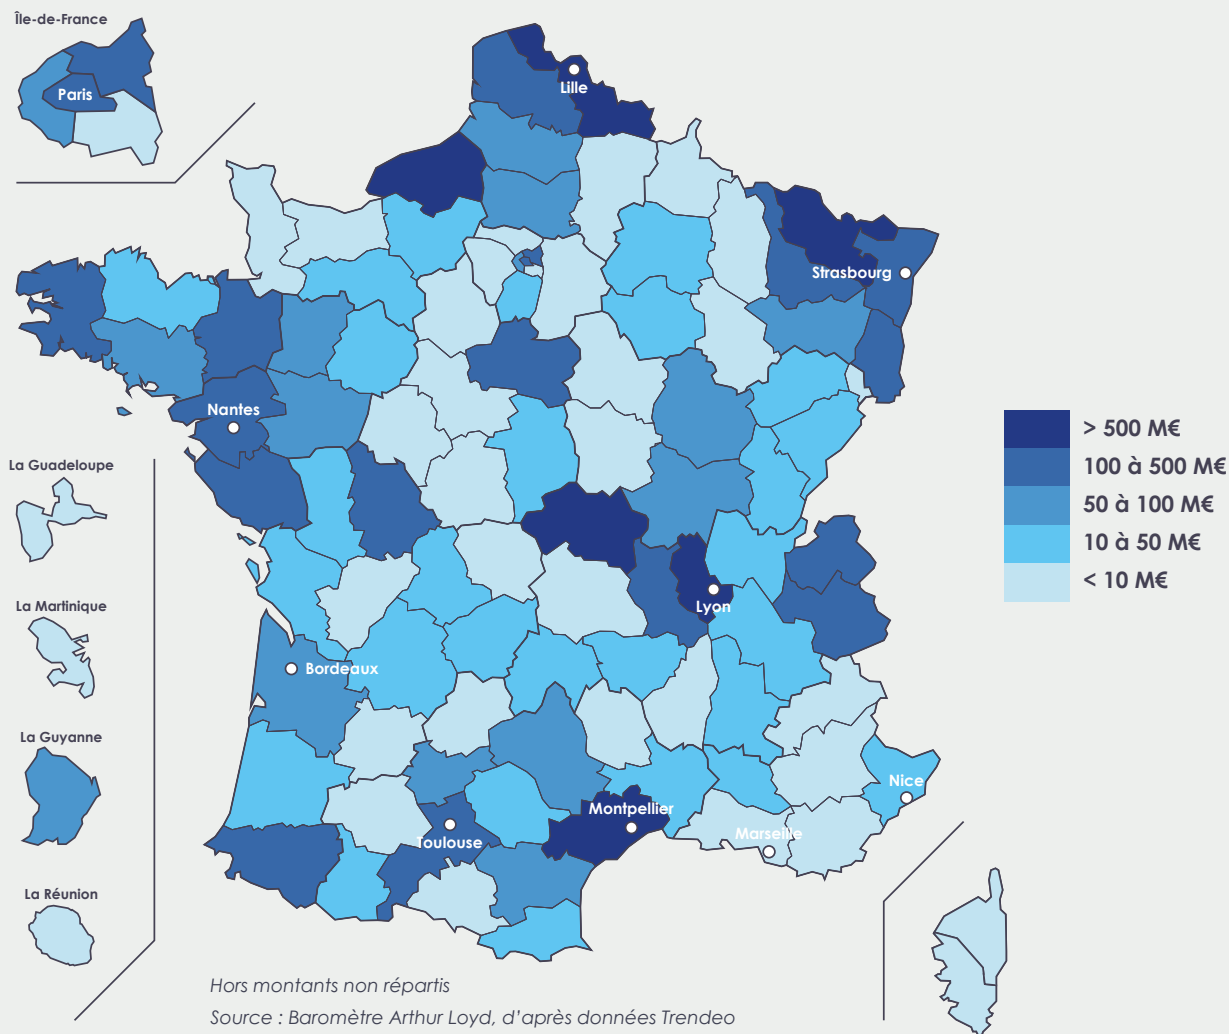 Île-de-France
Paris
Lille
Strasbourg
Nantes
> 500 M€
100 à 500 M€
50 à 100 M€
10 à 50 M€
< 10 M€
La Guadeloupe
La Martinique
Lyon
Bordeaux
La Guyanne
Nice
Montpellier
Marseille
Toulouse
La Réunion
Hors montants non répartis
Source : Baromètre Arthur Loyd, d’après données Trendeo